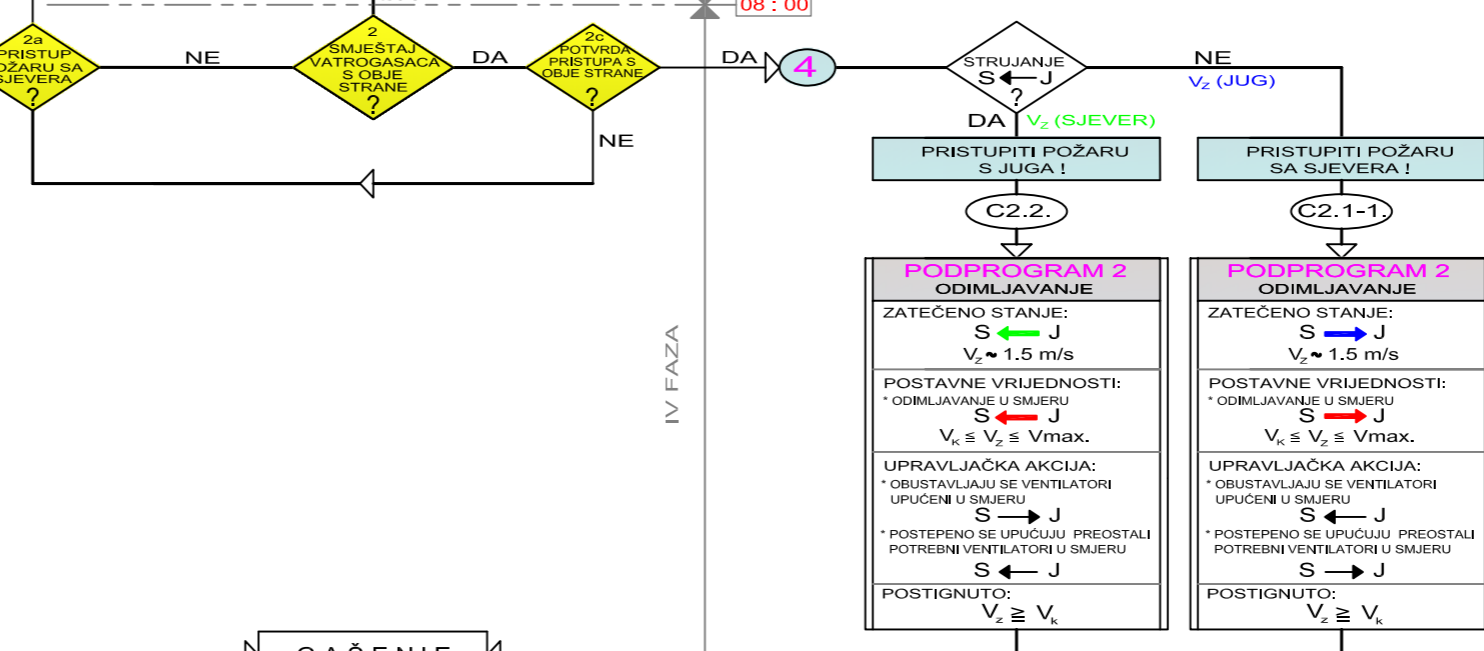 08 : 00
2a
PRISTUP
POŽARU SA
SJEVERA
?
NE
2
SMJEŠTAJ
VATROGASACA
S OBJE
STRANE
?
DA
2c
POTVRDA
PRISTUPA S
OBJE STRANE
?
NE
DA
4
STRUJANJE
S ← J
?
NE
Vz (JUG)
DA
Vz (SJEVER)
PRISTUPITI POŽARU
S JUGA !
C2.2.
PODPROGRAM 2
ODIMLJAVANJE
ZATEČENO STANJE:
S ← J
Vz ~ 1.5 m/s
POSTAVNE VRIJEDNOSTI:
* ODIMLJAVANJE U SMJERU
S ← J
VK ≤ Vz ≤ Vmax.
UPRAVLJAČKA AKCIJA:
* OBUSTAVLJAJU SE VENTILATORI
UPUĆENI U SMJERU
S → J
* POSTEPENO SE UPUĆUJU PREOSTALI
POTREBNI VENTILATORI U SMJERU
S ← J
POSTIGNUTO:
Vz ≧ Vk
PRISTUPITI POŽARU
SA SJEVERA !
C2.1-1.
PODPROGRAM 2
ODIMLJAVANJE
ZATEČENO STANJE:
S → J
Vz ~ 1.5 m/s
POSTAVNE VRIJEDNOSTI:
* ODIMLJAVANJE U SMJERU
S → J
VK ≤ Vz ≤ Vmax.
UPRAVLJAČKA AKCIJA:
* OBUSTAVLJAJU SE VENTILATORI
UPUĆENI U SMJERU
S ← J
* POSTEPENO SE UPUĆUJU PREOSTALI
POTREBNI VENTILATORI U SMJERU
S → J
POSTIGNUTO:
Vz ≧ Vk
IV FAZA
GAŠENJE